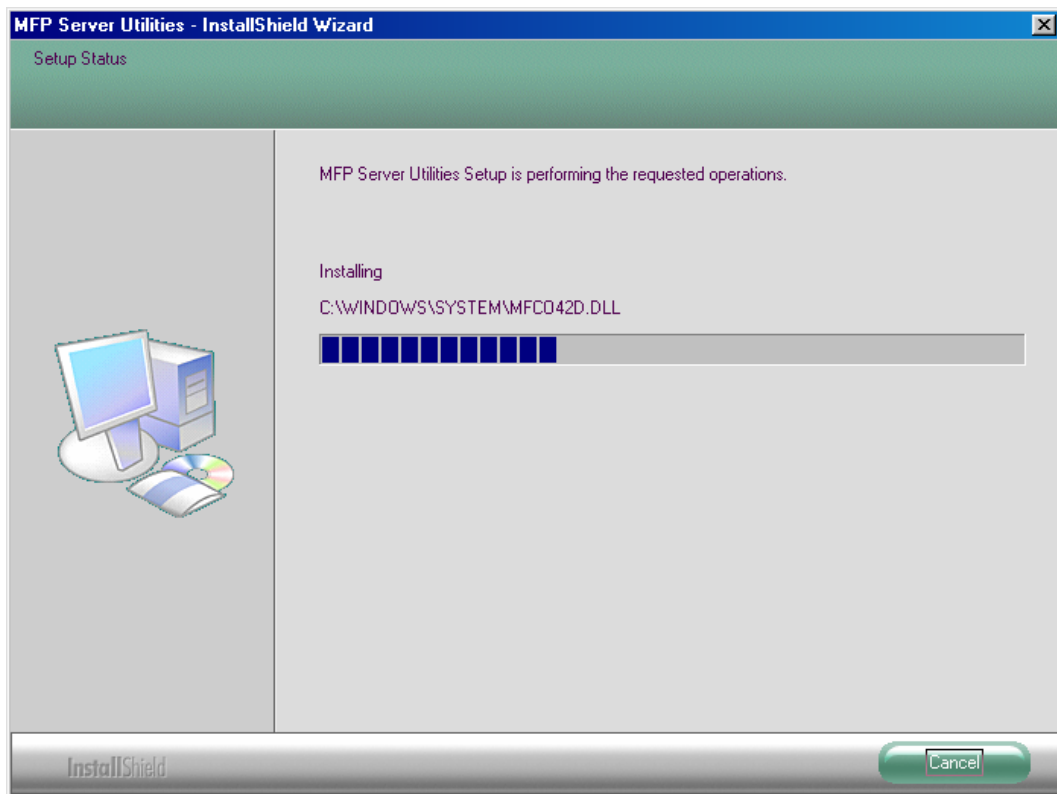 MFP Server Utilities - InstallShield Wizard
Setup Status
MFP Server Utilities Setup is performing the requested operations.
Installing
C:\WINDOWS\SYSTEM\MFCO42D.DLL
InstallShield
Cancel